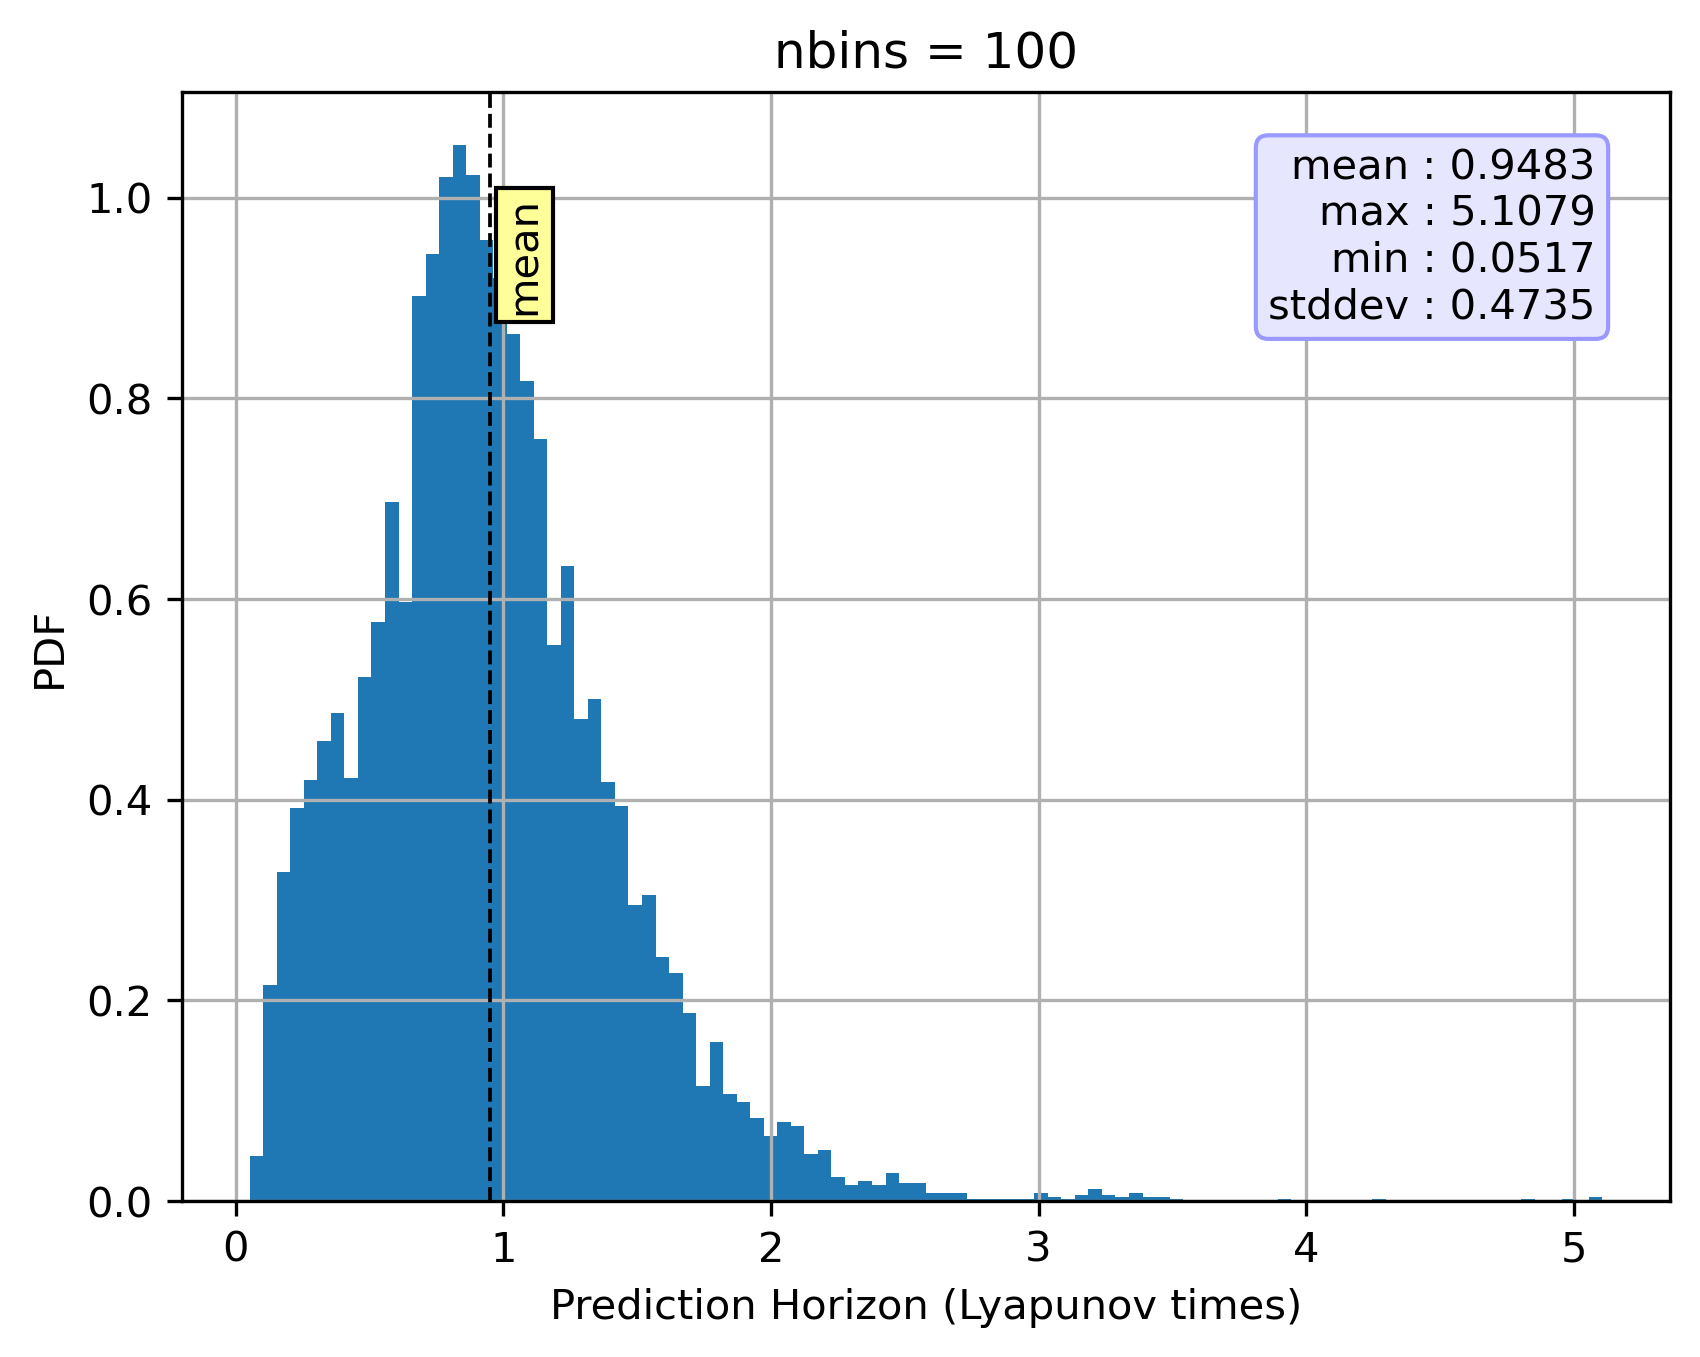 nbins = 100
mean : 0.9483
max : 5.1079
min : 0.0517
stddev : 0.4735
mean
1.0
0.8
0.6
0.4
0.2
0.0
PDF
0 1 2 3 4 5
Prediction Horizon (Lyapunov times)